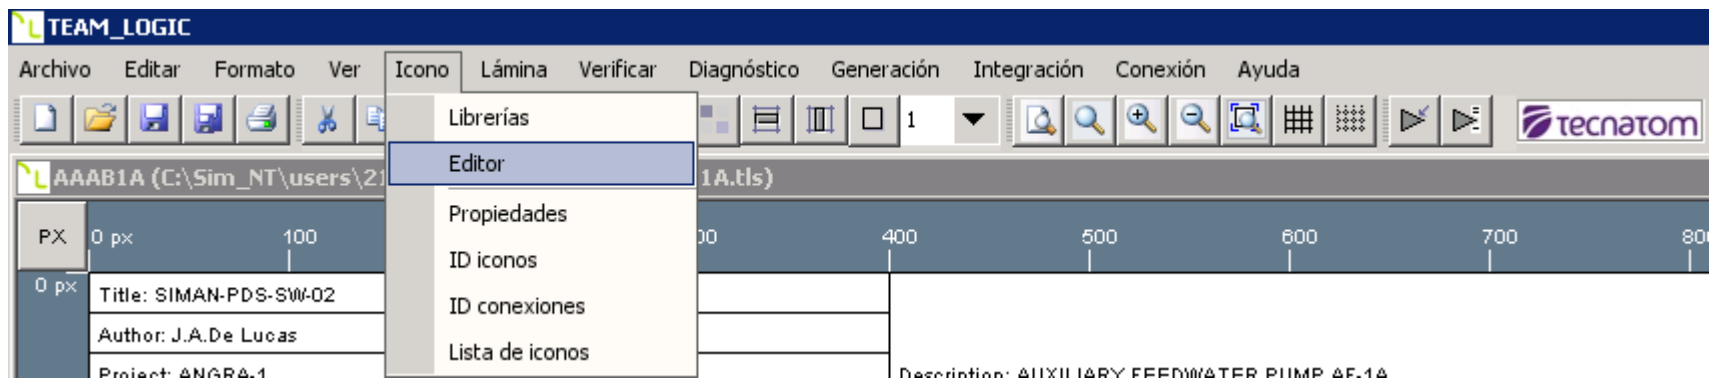 TEAM_LOGIC
Archivo Editar Formato Ver Icono Lámina Verificar Diagnóstico Generación Integración Conexión Ayuda
1 tecnatom
Librerías
Editor
Propiedades
ID iconos
ID conexiones
Lista de iconos
AAAB1A (C:\Sim_NT\users\21 1A.tls)
PX 0 px 100 00 400 500 600 700 800
0 px
Title: SIMAN-PDS-SW-02
Author: J.A.De Lucas
Project: ANGRA-1
Description: AUXILIARY FEEDWATER PUMP AF-1A